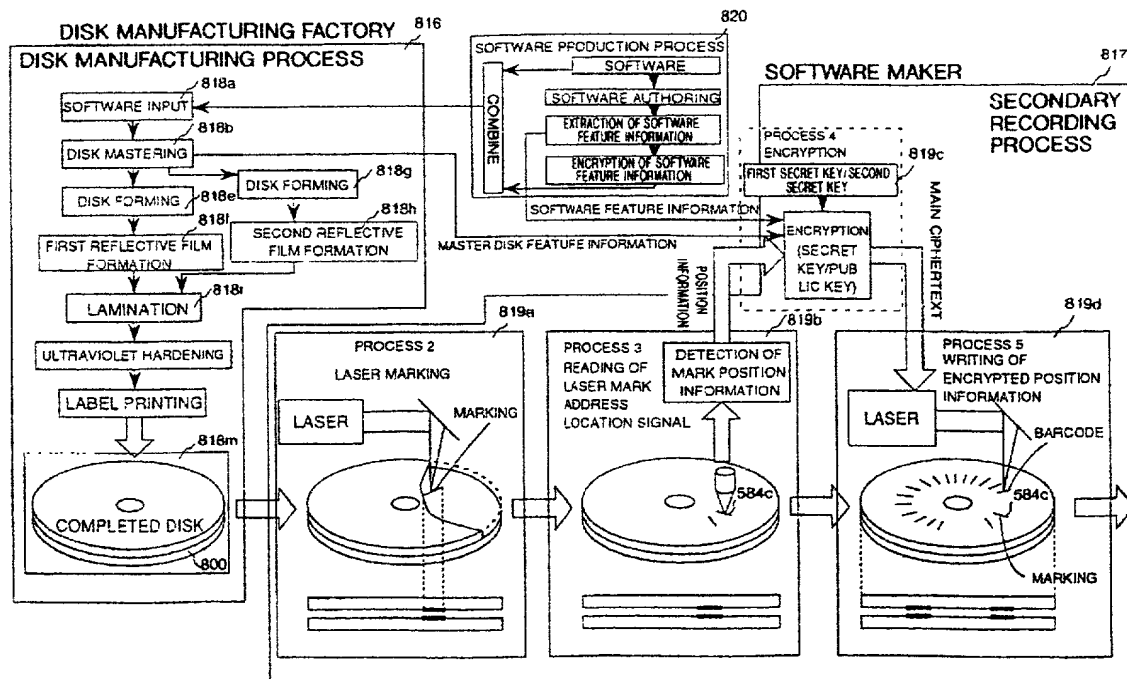 DISK MANUFACTURING FACTORY
816
DISK MANUFACTURING PROCESS
818a
SOFTWARE INPUT
818b
DISK MASTERING
DISK FORMING
818e
DISK FORMING
818g
818f
FIRST REFLECTIVE FILM
FORMATION
818h
SECOND REFLECTIVE
FILM FORMATION
818i
LAMINATION
ULTRAVIOLET HARDENING
LABEL PRINTING
818m
COMPLETED DISK
800
820
SOFTWARE PRODUCTION PROCESS
SOFTWARE
SOFTWARE AUTHORING
EXTRACTION OF SOFTWARE
FEATURE INFORMATION
ENCRYPTION OF SOFTWARE
FEATURE INFORMATION
COMBINE
SOFTWARE FEATURE INFORMATION
MASTER DISK FEATURE INFORMATION
SOFTWARE MAKER
817
SECONDARY
RECORDING
PROCESS
PROCESS 4
ENCRYPTION
819c
FIRST SECRET KEY/SECOND
SECRET KEY
ENCRYPTION
{SECRET
KEY/PUB
LIC KEY}
MAIN CIPHERTEXT
POSITION
INFORMATION
819a
PROCESS 2
LASER MARKING
LASER
MARKING
819b
PROCESS 3
READING OF
LASER MARK
ADDRESS
LOCATION SIGNAL
DETECTION OF
MARK POSITION
INFORMATION
584c
819d
PROCESS 5
WRITING OF
ENCRYPTED POSITION
INFORMATION
LASER
BARCODE
584c
MARKING